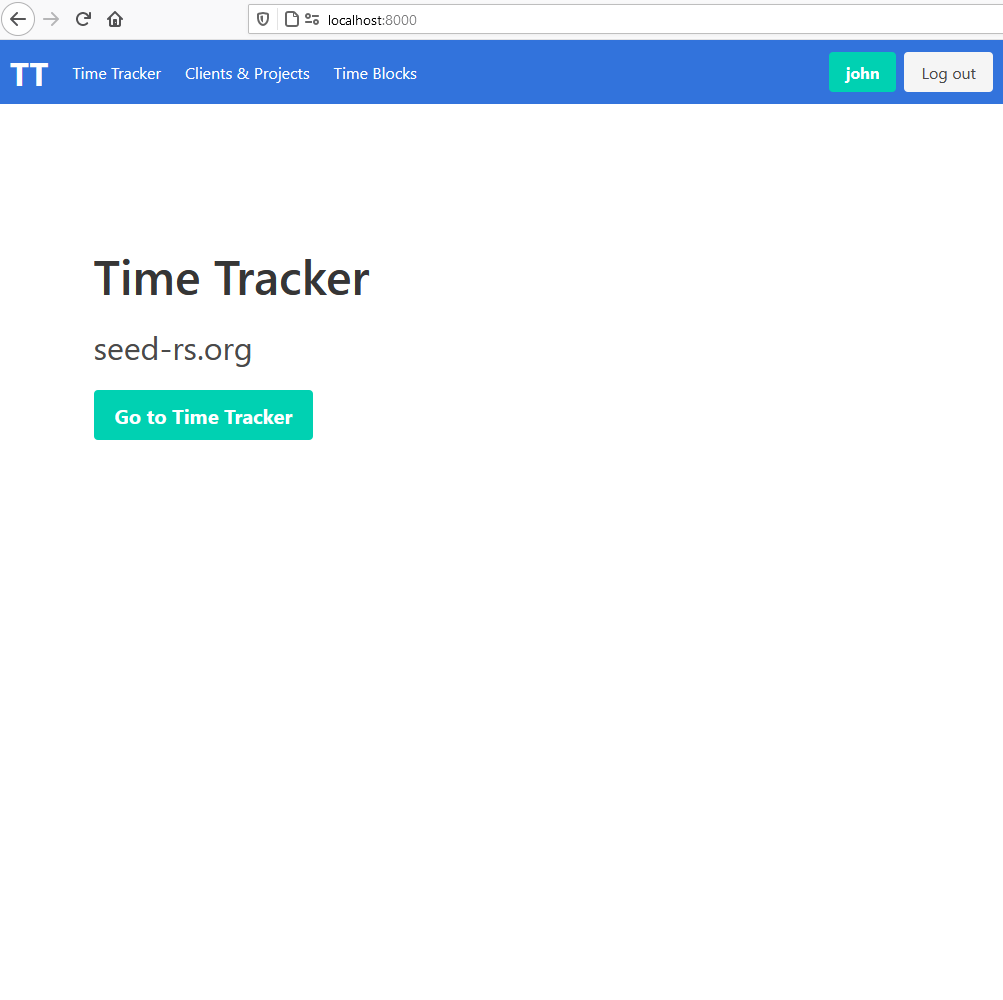 localhost:8000
TT Time Tracker Clients & Projects Time Blocks john Log out
Time Tracker
seed-rs.org
Go to Time Tracker